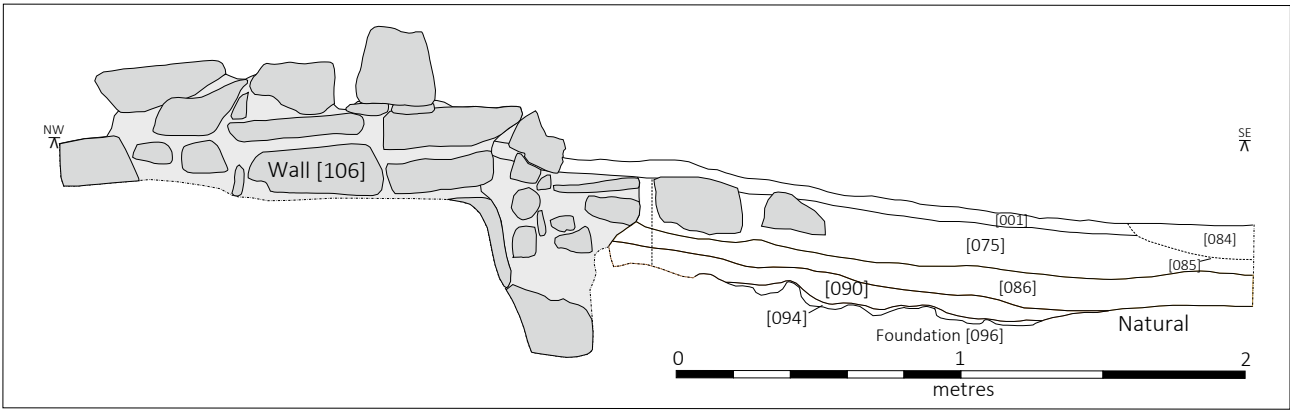 NW
SE
Wall [106]
[001]
[075]
[084]
[085]
[086]
[090]
[094]
Foundation [096]
Natural
0 1 2
metres